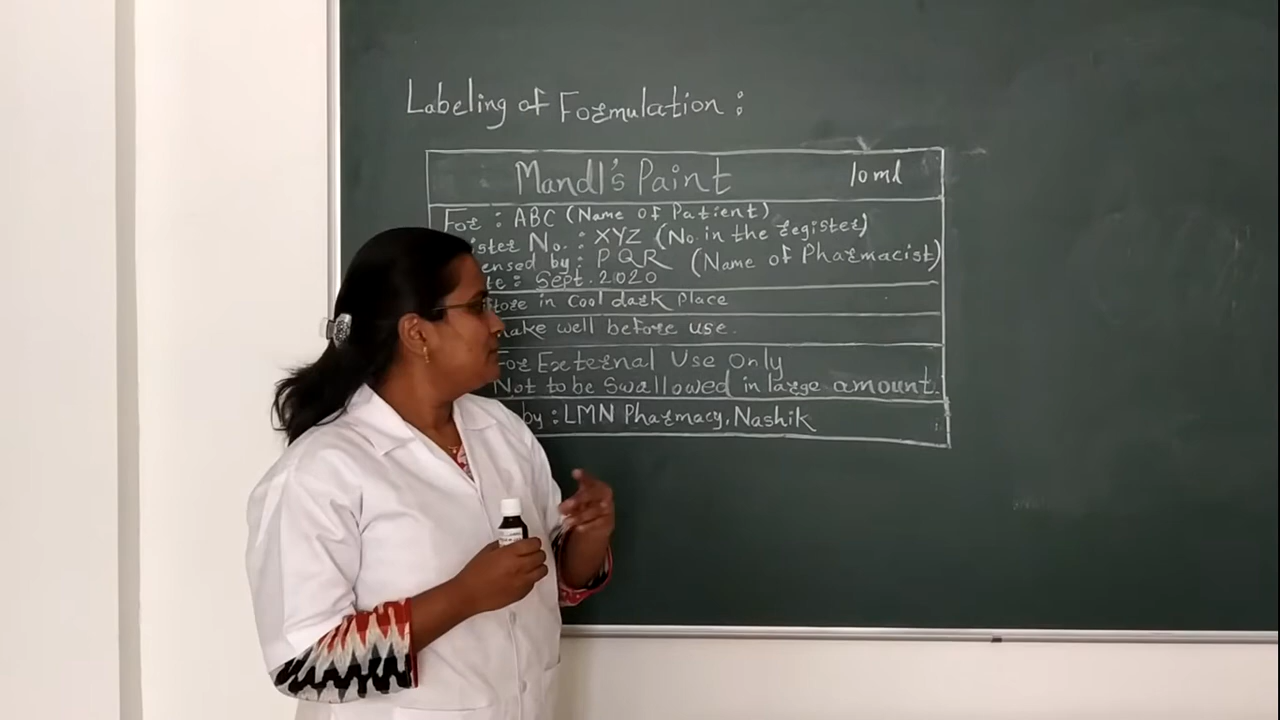 Labeling of Formulation :
Mandl's Paint 10 ml
For : ABC (Name of Patient)
ister No. : XYZ (No. in the register)
ensed by : PQR (Name of Pharmacist)
te : Sept. 2020
tore in cool dark place
hake well before use.
For External Use Only
Not to be Swallowed in large amount.
by : LMN Pharmacy, Nashik